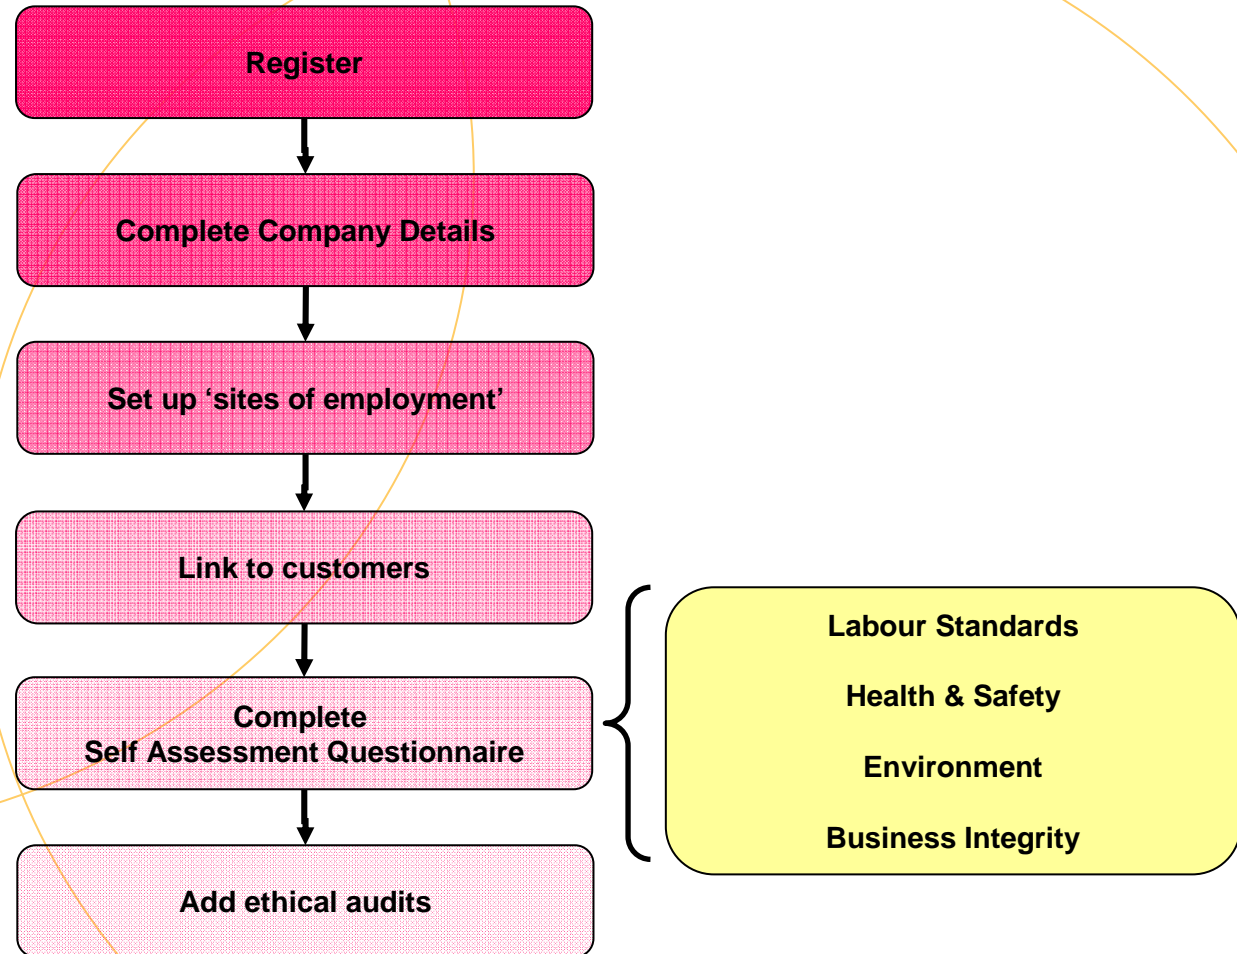 Register
Complete Company Details
Set up ‘sites of employment’
Link to customers
Complete
Self Assessment Questionnaire
Add ethical audits
Labour Standards
Health & Safety
Environment
Business Integrity